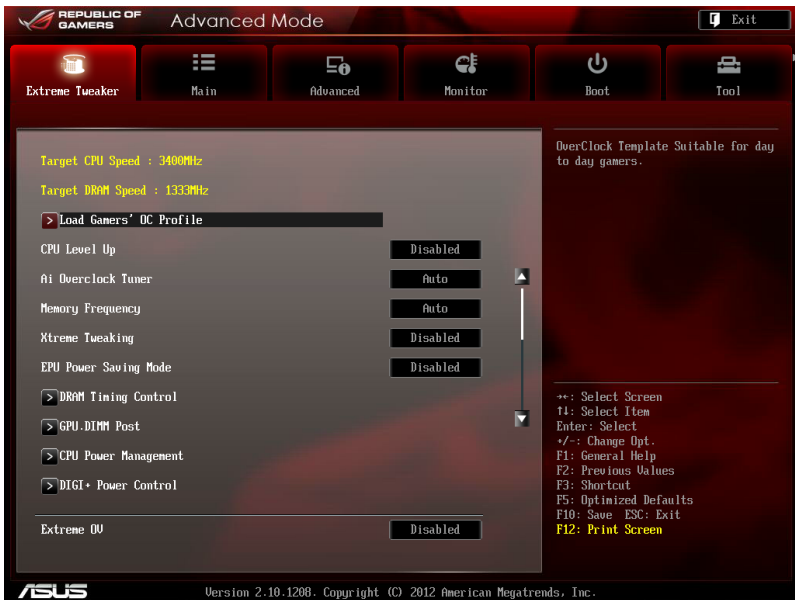 REPUBLIC OF
GAMERS
Advanced Mode
Exit
Extreme Tweaker
Main
Advanced
Monitor
Boot
Tool
Target CPU Speed : 3400MHz
Target DRAM Speed : 1333MHz
> Load Gamers' OC Profile
CPU Level Up Disabled
Ai Overclock Tuner Auto
Memory Frequency Auto
Xtreme Tweaking Disabled
EPU Power Saving Mode Disabled
> DRAM Timing Control
> GPU.DIMM Post
> CPU Power Management
> DIGI+ Power Control
Extreme OV Disabled
OverClock Template Suitable for day
to day gamers.
→←: Select Screen
↑↓: Select Item
Enter: Select
+/-: Change Opt.
F1: General Help
F2: Previous Values
F3: Shortcut
F5: Optimized Defaults
F10: Save ESC: Exit
F12: Print Screen
ASUS
Version 2.10.1208. Copyright (C) 2012 American Megatrends, Inc.